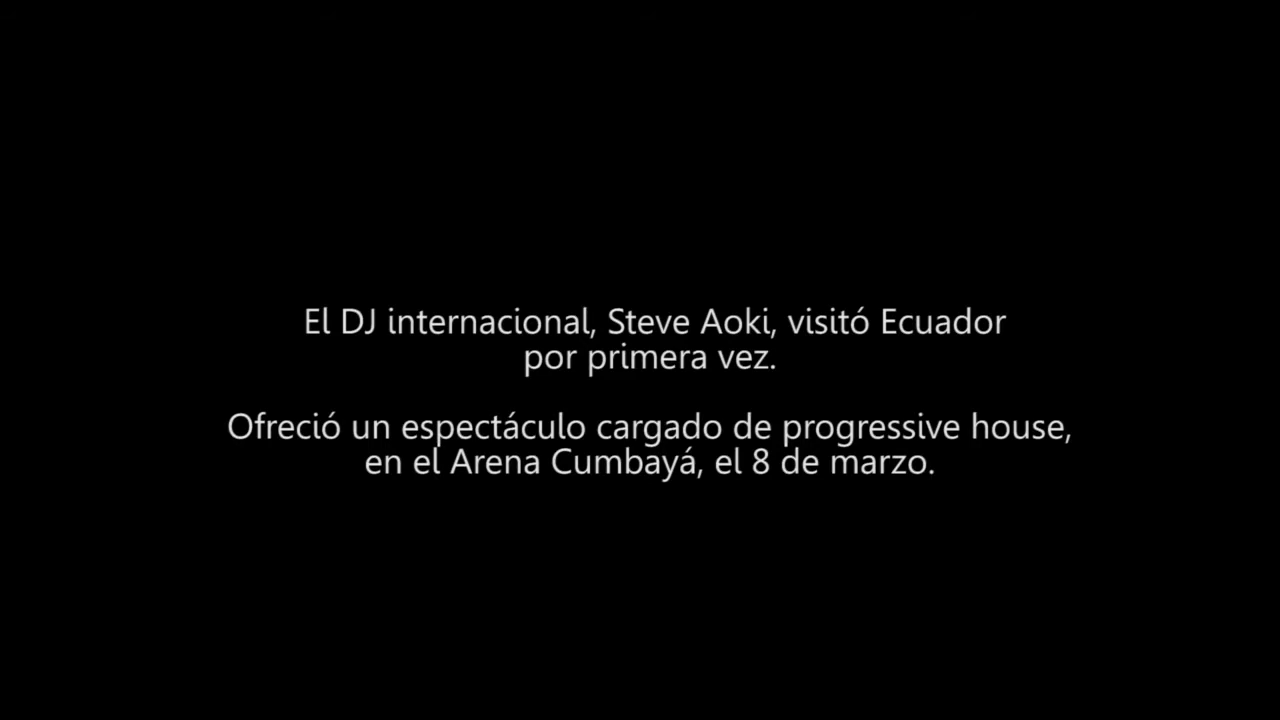 El DJ internacional, Steve Aoki, visitó Ecuador
por primera vez.
Ofreció un espectáculo cargado de progressive house,
en el Arena Cumbayá, el 8 de marzo.